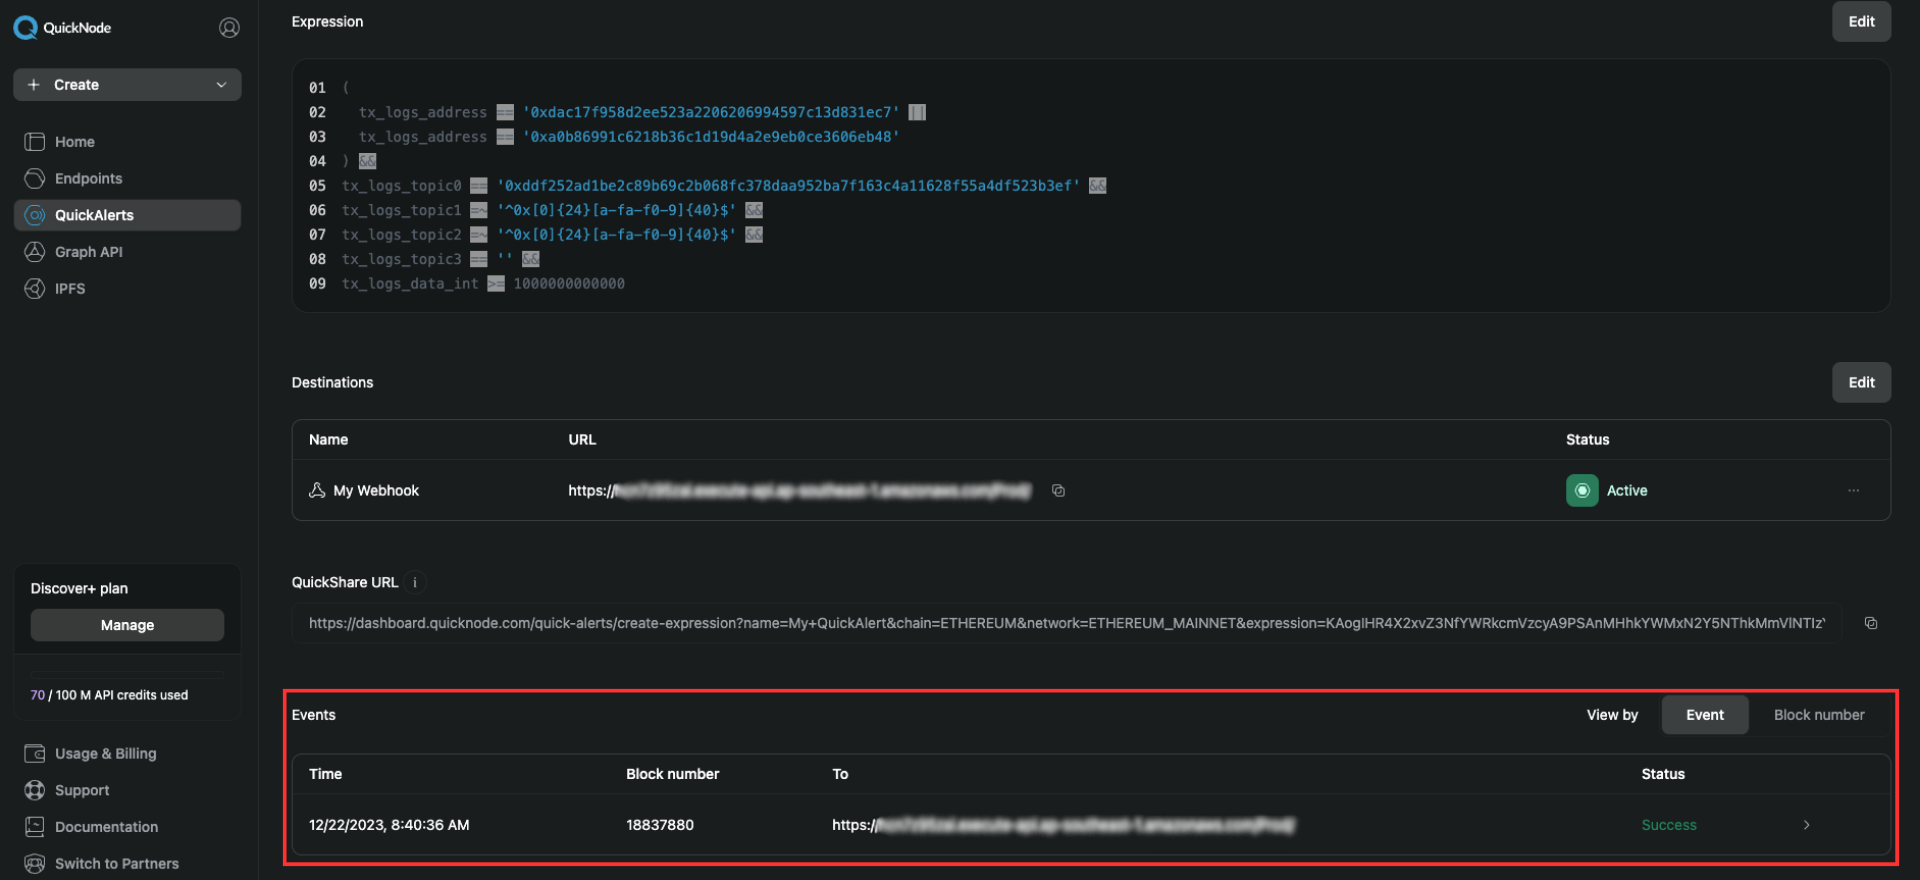 QuickNode
Create
Home
Endpoints
QuickAlerts
Graph API
IPFS
Discover+ plan
Manage
70 / 100 M API credits used
Usage & Billing
Support
Documentation
Switch to Partners
Expression
Edit
01 (
02 tx_logs_address == '0xdac17f958d2ee523a2206206994597c13d831ec7' ||
03 tx_logs_address == '0xa0b86991c6218b36c1d19d4a2e9eb0ce3606eb48'
04 ) &&
05 tx_logs_topic0 == '0xddf252ad1be2c89b69c2b068fc378daa952ba7f163c4a11628f55a4df523b3ef' &&
06 tx_logs_topic1 =~ '^0x[0]{24}[a-fa-f0-9]{40}$' &&
07 tx_logs_topic2 =~ '^0x[0]{24}[a-fa-f0-9]{40}$' &&
08 tx_logs_topic3 == '' &&
09 tx_logs_data_int >= 1000000000000
Destinations
Edit
Name URL Status
My Webhook https:// Active
QuickShare URL i
https://dashboard.quicknode.com/quick-alerts/create-expression?name=My+QuickAlert&chain=ETHEREUM&network=ETHEREUM_MAINNET&expression=
Events View by Event Block number
Time Block number To Status
12/22/2023, 8:40:36 AM 18837880 https:// Success